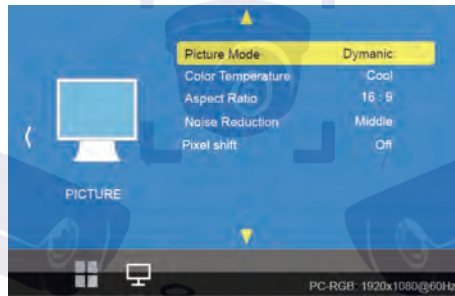 Picture Mode Dymanic
Color Temperature Cool
Aspect Ratio 16 : 9
Noise Reduction Middle
Pixel shift Off
PICTURE
PC-RGB: 1920x1080@60Hz